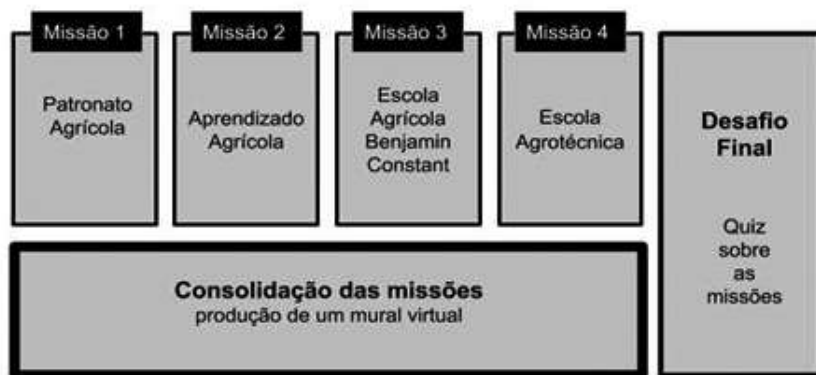 Missão 1
Patronato
Agrícola
Missão 2
Aprendizado
Agrícola
Missão 3
Escola
Agrícola
Benjamin
Constant
Missão 4
Escola
Agrotécnica
Desafio
Final
Quiz
sobre
as
missões
Consolidação das missões
produção de um mural virtual